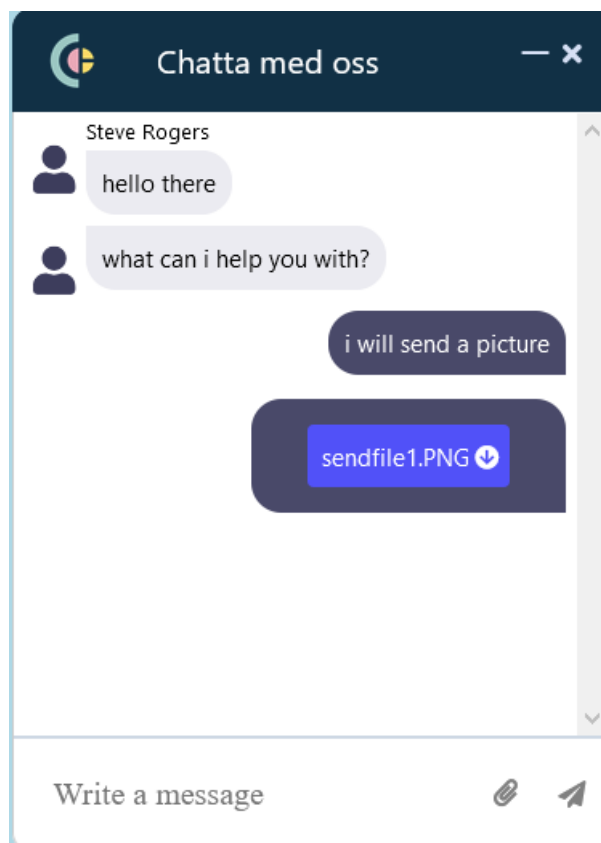 Chatta med oss
Steve Rogers
hello there
what can i help you with?
i will send a picture
sendfile1.PNG
Write a message